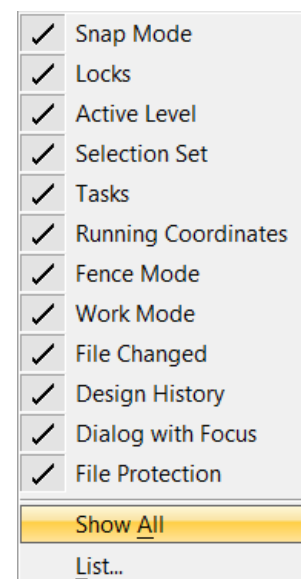 Snap Mode
Locks
Active Level
Selection Set
Tasks
Running Coordinates
Fence Mode
Work Mode
File Changed
Design History
Dialog with Focus
File Protection
Show All
List...